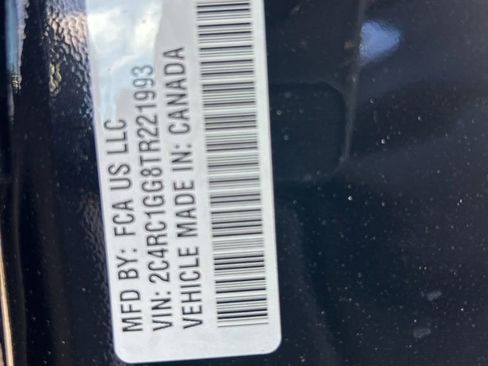 MFD BY: FCA US LLC
VIN: 2C4RC1GG8TR221993
VEHICLE MADE IN: CANADA